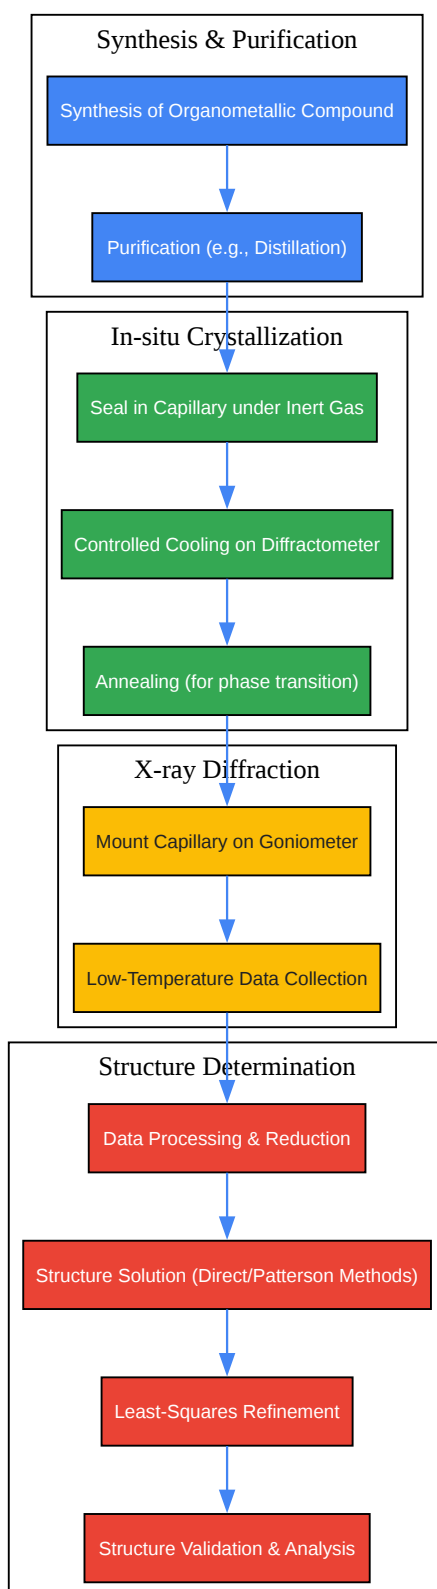 Synthesis & Purification
Synthesis of Organometallic Compound
Purification (e.g., Distillation)
In-situ Crystallization
Seal in Capillary under Inert Gas
Controlled Cooling on Diffractometer
Annealing (for phase transition)
X-ray Diffraction
Mount Capillary on Goniometer
Low-Temperature Data Collection
Structure Determination
Data Processing & Reduction
Structure Solution (Direct/Patterson Methods)
Least-Squares Refinement
Structure Validation & Analysis